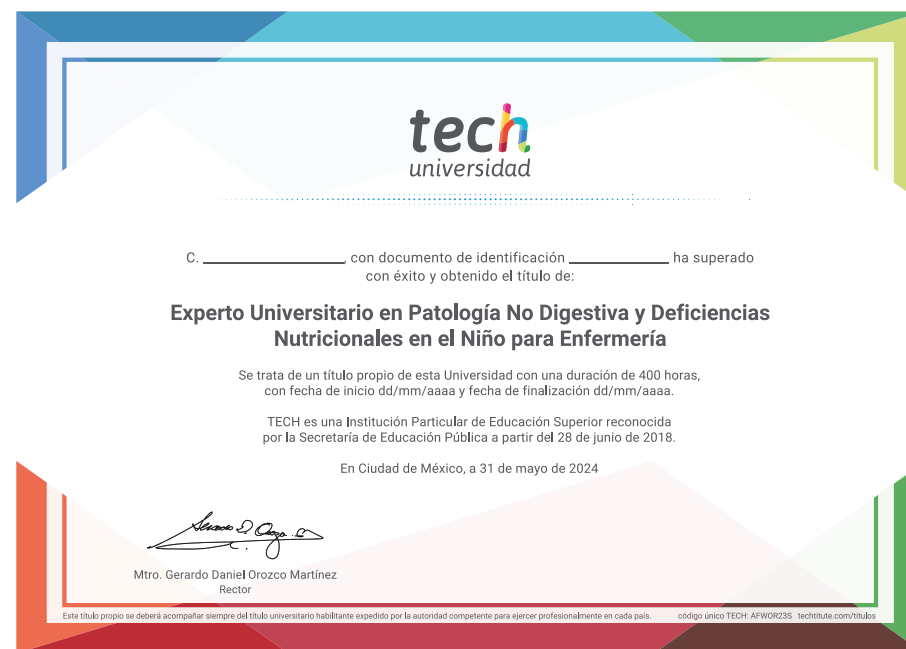 tech
universidad
C. ____________________, con documento de identificación ______________ ha superado
con éxito y obtenido el título de:
Experto Universitario en Patología No Digestiva y Deficiencias
Nutricionales en el Niño para Enfermería
Se trata de un título propio de esta Universidad con una duración de 400 horas,
con fecha de inicio dd/mm/aaaa y fecha de finalización dd/mm/aaaa.
TECH es una Institución Particular de Educación Superior reconocida
por la Secretaría de Educación Pública a partir del 28 de junio de 2018.
En Ciudad de México, a 31 de mayo de 2024
Mtro. Gerardo Daniel Orozco Martínez
Rector
Este título propio se deberá acompañar siempre del título universitario habilitante expedido por la autoridad competente para ejercer profesionalmente en cada país. código único TECH: AFWOR23S techtitute.com/titulos